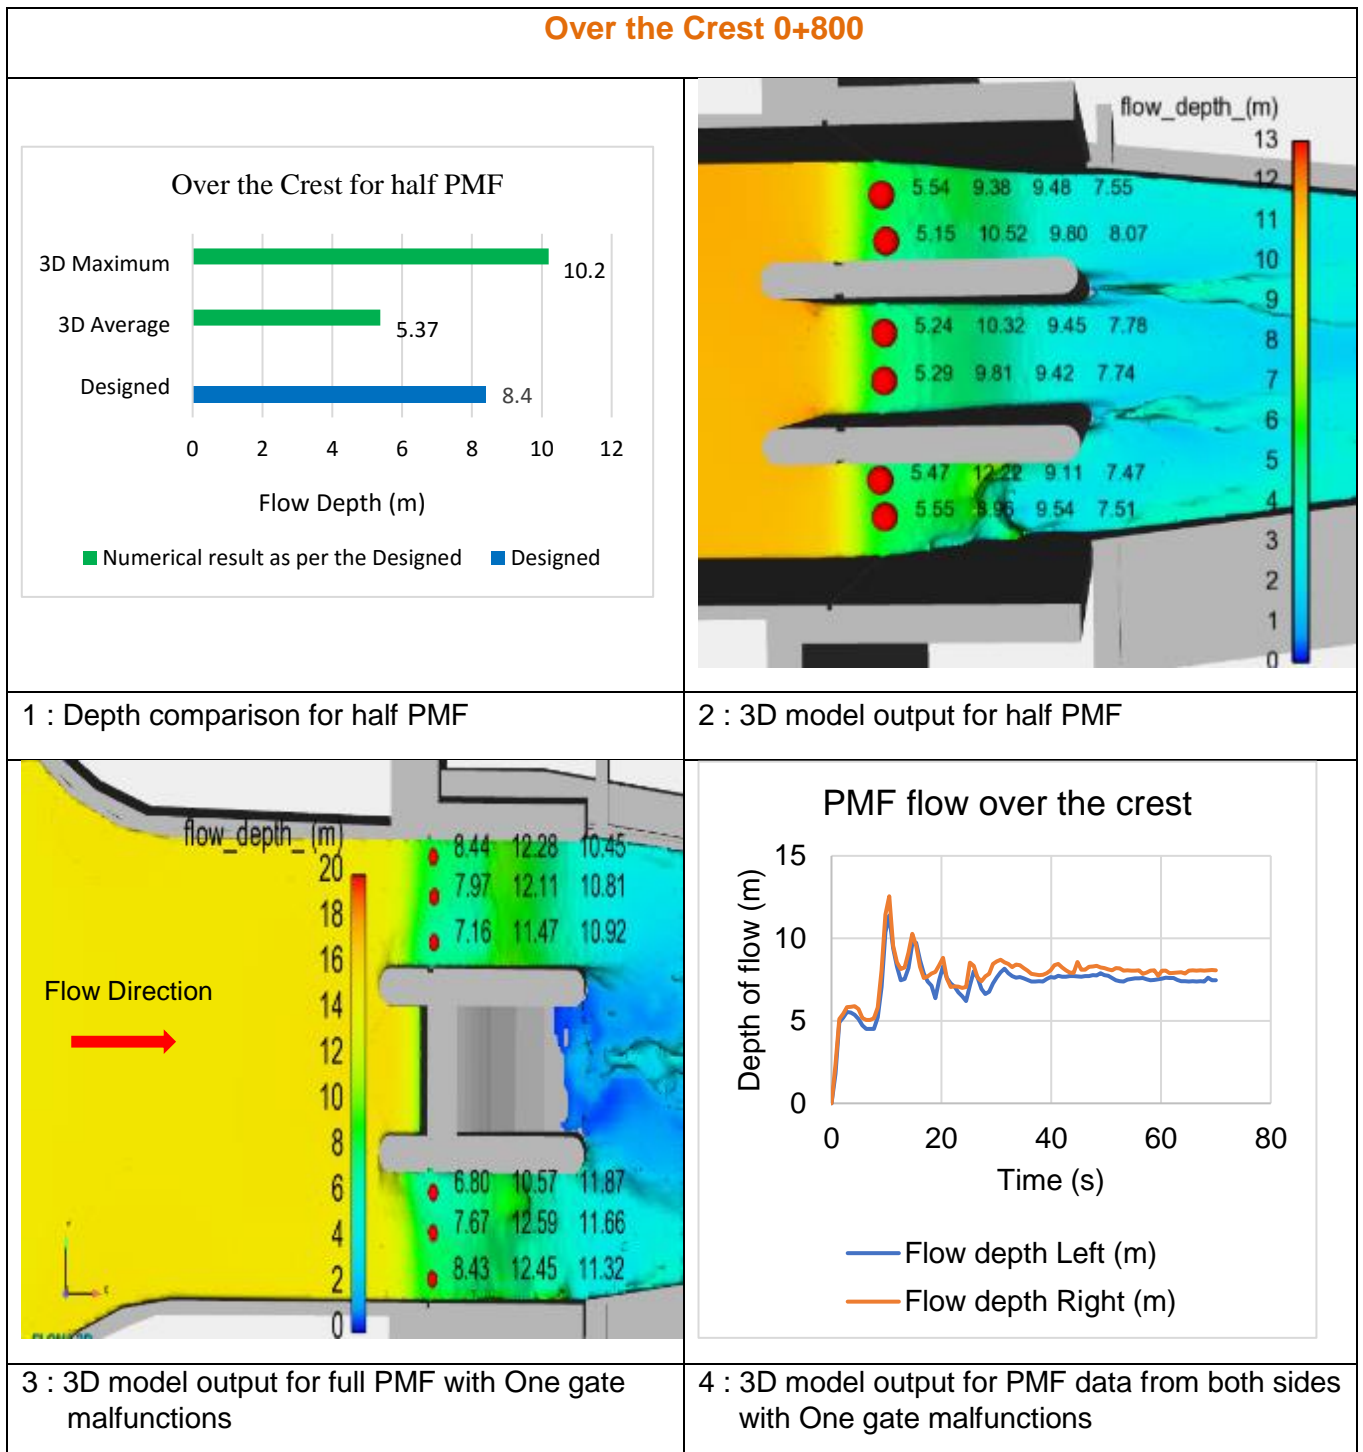 Over the Crest 0+800
Over the Crest for half PMF
3D Maximum
10.2
3D Average
5.37
Designed
8.4
0 2 4 6 8 10 12
Flow Depth (m)
Numerical result as per the Designed Designed
flow_depth_(m)
13
12
11
10
9
8
7
6
5
4
3
2
1
0
5.54 9.38 9.48 7.55
5.15 10.52 9.80 8.07
5.24 10.32 9.45 7.78
5.29 9.81 9.42 7.74
5.47 12.22 9.11 7.47
5.55 8.96 9.54 7.51
1 : Depth comparison for half PMF
2 : 3D model output for half PMF
flow_depth_(m)
20
18
16
14
12
10
8
6
4
2
0
8.44 12.28 10.45
7.97 12.11 10.81
7.16 11.47 10.92
Flow Direction
6.80 10.57 11.87
7.67 12.59 11.66
8.43 12.45 11.32
PMF flow over the crest
Depth of flow (m)
15
10
5
0
0 20 40 60 80
Time (s)
Flow depth Left (m)
Flow depth Right (m)
3 : 3D model output for full PMF with One gate
malfunctions
4 : 3D model output for PMF data from both sides
with One gate malfunctions